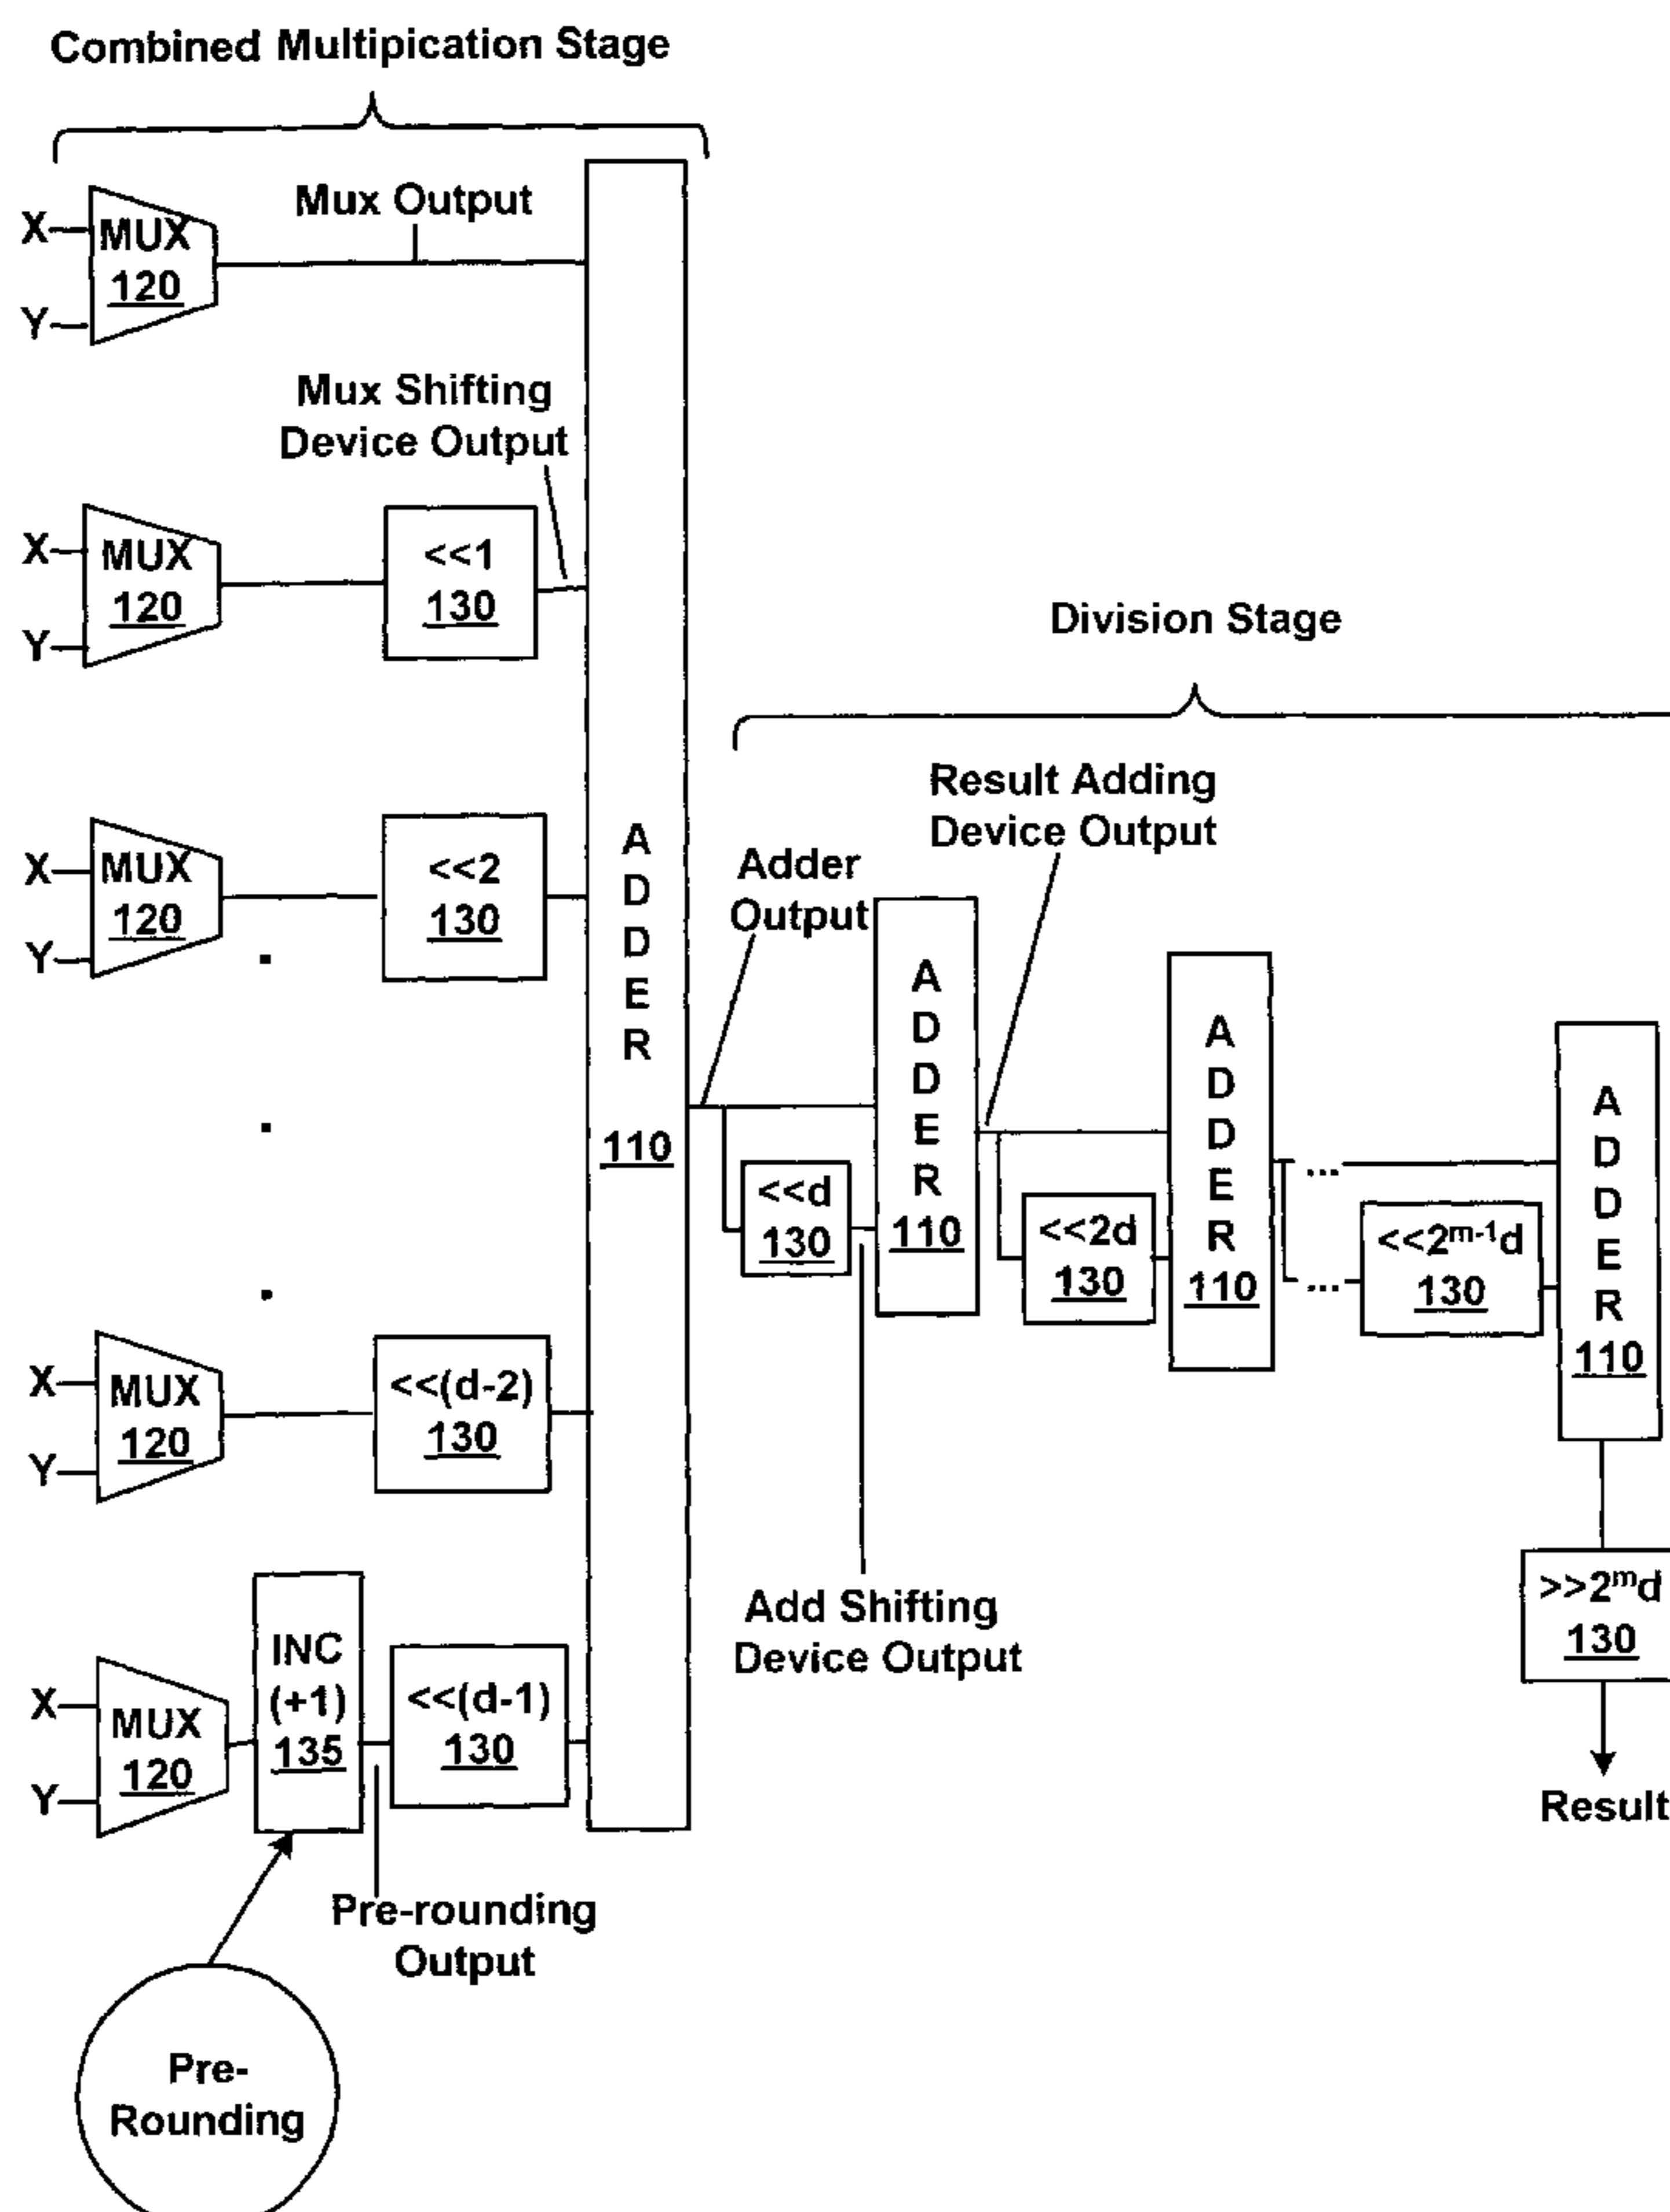 Combined Multipication Stage
X
MUX
120
Y
Mux Output
Mux Shifting
Device Output
X
MUX
120
Y
<<1
130
Division Stage
X
MUX
120
Y
<<2
130
A
D
D
E
R
110
Adder
Output
Result Adding
Device Output
<<d
130
A
D
D
E
R
110
<<2d
130
A
D
D
E
R
110
...
...
<<2^{m-1}d
130
A
D
D
E
R
110
X
MUX
120
Y
<<(d-2)
130
Add Shifting
Device Output
>>2^{m}d
130
Result
X
MUX
120
Y
INC
(+1)
135
<<(d-1)
130
Pre-rounding
Output
Pre-
Rounding